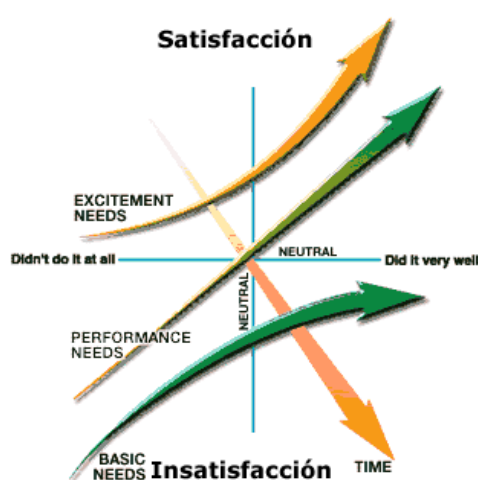 Satisfacción
EXCITEMENT
NEEDS
Didn't do it at all
NEUTRAL
Did it very well
NEUTRAL
PERFORMANCE
NEEDS
BASIC
NEEDS
Insatisfacción
TIME